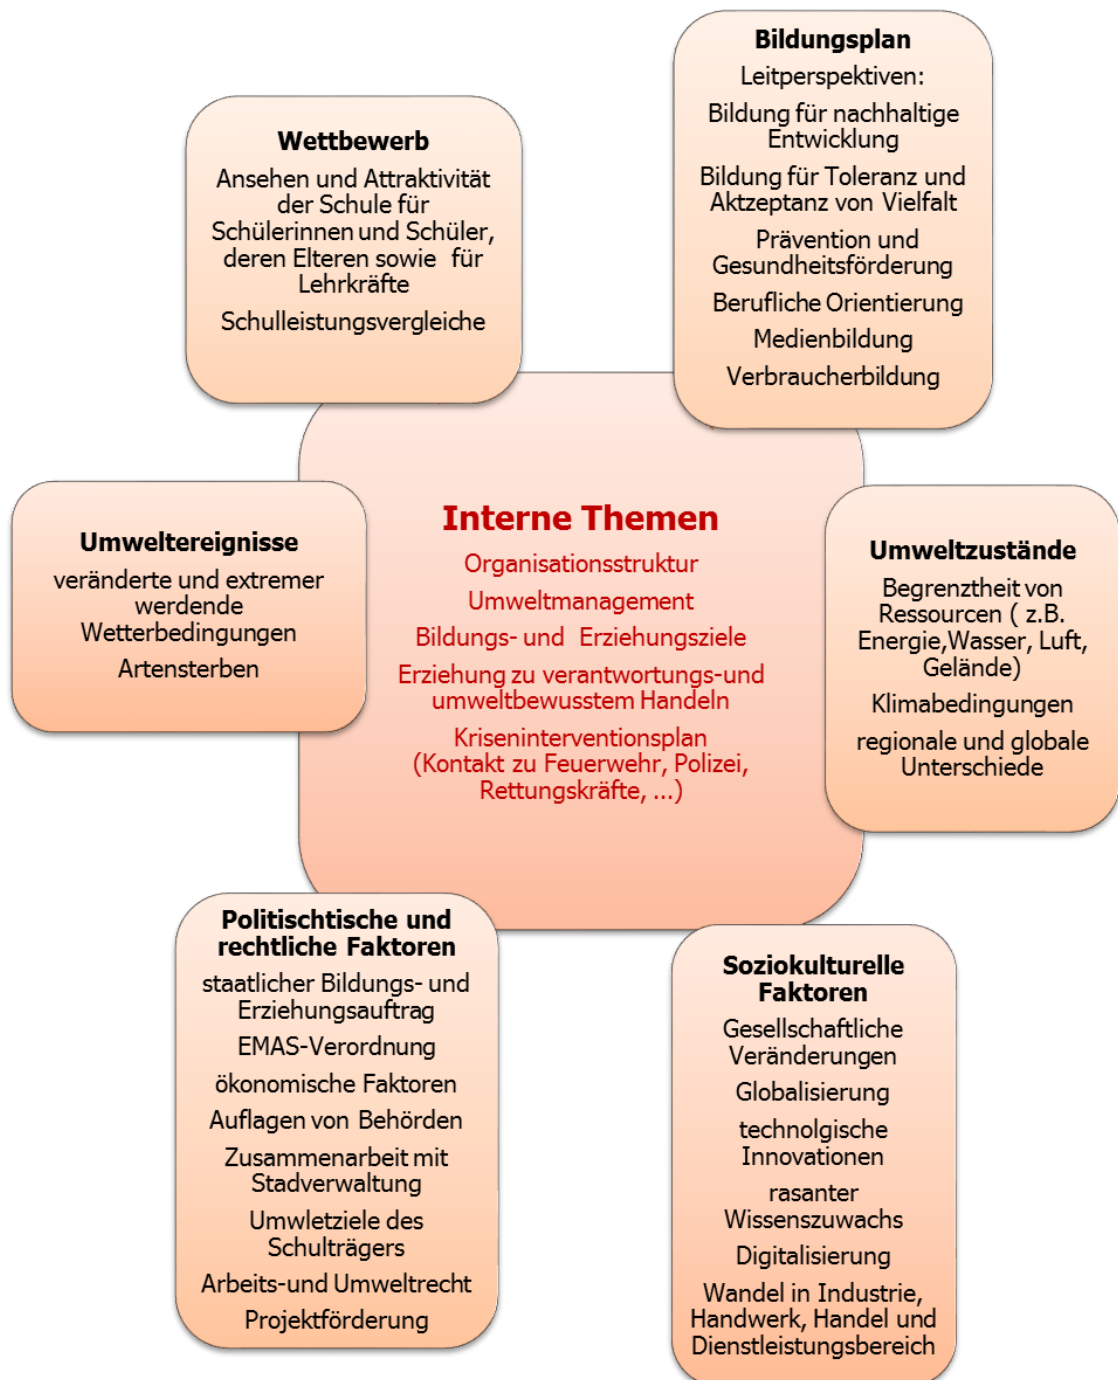 Bildungsplan
Leitperspektiven:
Bildung für nachhaltige
Entwicklung
Bildung für Toleranz und
Aktzeptanz von Vielfalt
Prävention und
Gesundheitsförderung
Berufliche Orientierung
Medienbildung
Verbraucherbildung
Wettbewerb
Ansehen und Attraktivität
der Schule für
Schülerinnen und Schüler,
deren Elteren sowie für
Lehrkräfte
Schulleistungsvergleiche
Interne Themen
Organisationsstruktur
Umweltmanagement
Bildungs- und Erziehungsziele
Erziehung zu verantwortungs-und
umweltbewusstem Handeln
Kriseninterventionsplan
(Kontakt zu Feuerwehr, Polizei,
Rettungskräfte, ...)
Umweltereignisse
veränderte und extremer
werdende
Wetterbedingungen
Artensterben
Umweltzustände
Begrenztheit von
Ressourcen ( z.B.
Energie,Wasser, Luft,
Gelände)
Klimabedingungen
regionale und globale
Unterschiede
Politischtische und
rechtliche Faktoren
staatlicher Bildungs- und
Erziehungsauftrag
EMAS-Verordnung
ökonomische Faktoren
Auflagen von Behörden
Zusammenarbeit mit
Stadverwaltung
Umwletziele des
Schulträgers
Arbeits-und Umweltrecht
Projektförderung
Soziokulturelle
Faktoren
Gesellschaftliche
Veränderungen
Globalisierung
technolgische
Innovationen
rasanter
Wissenszuwachs
Digitalisierung
Wandel in Industrie,
Handwerk, Handel und
Dienstleistungsbereich